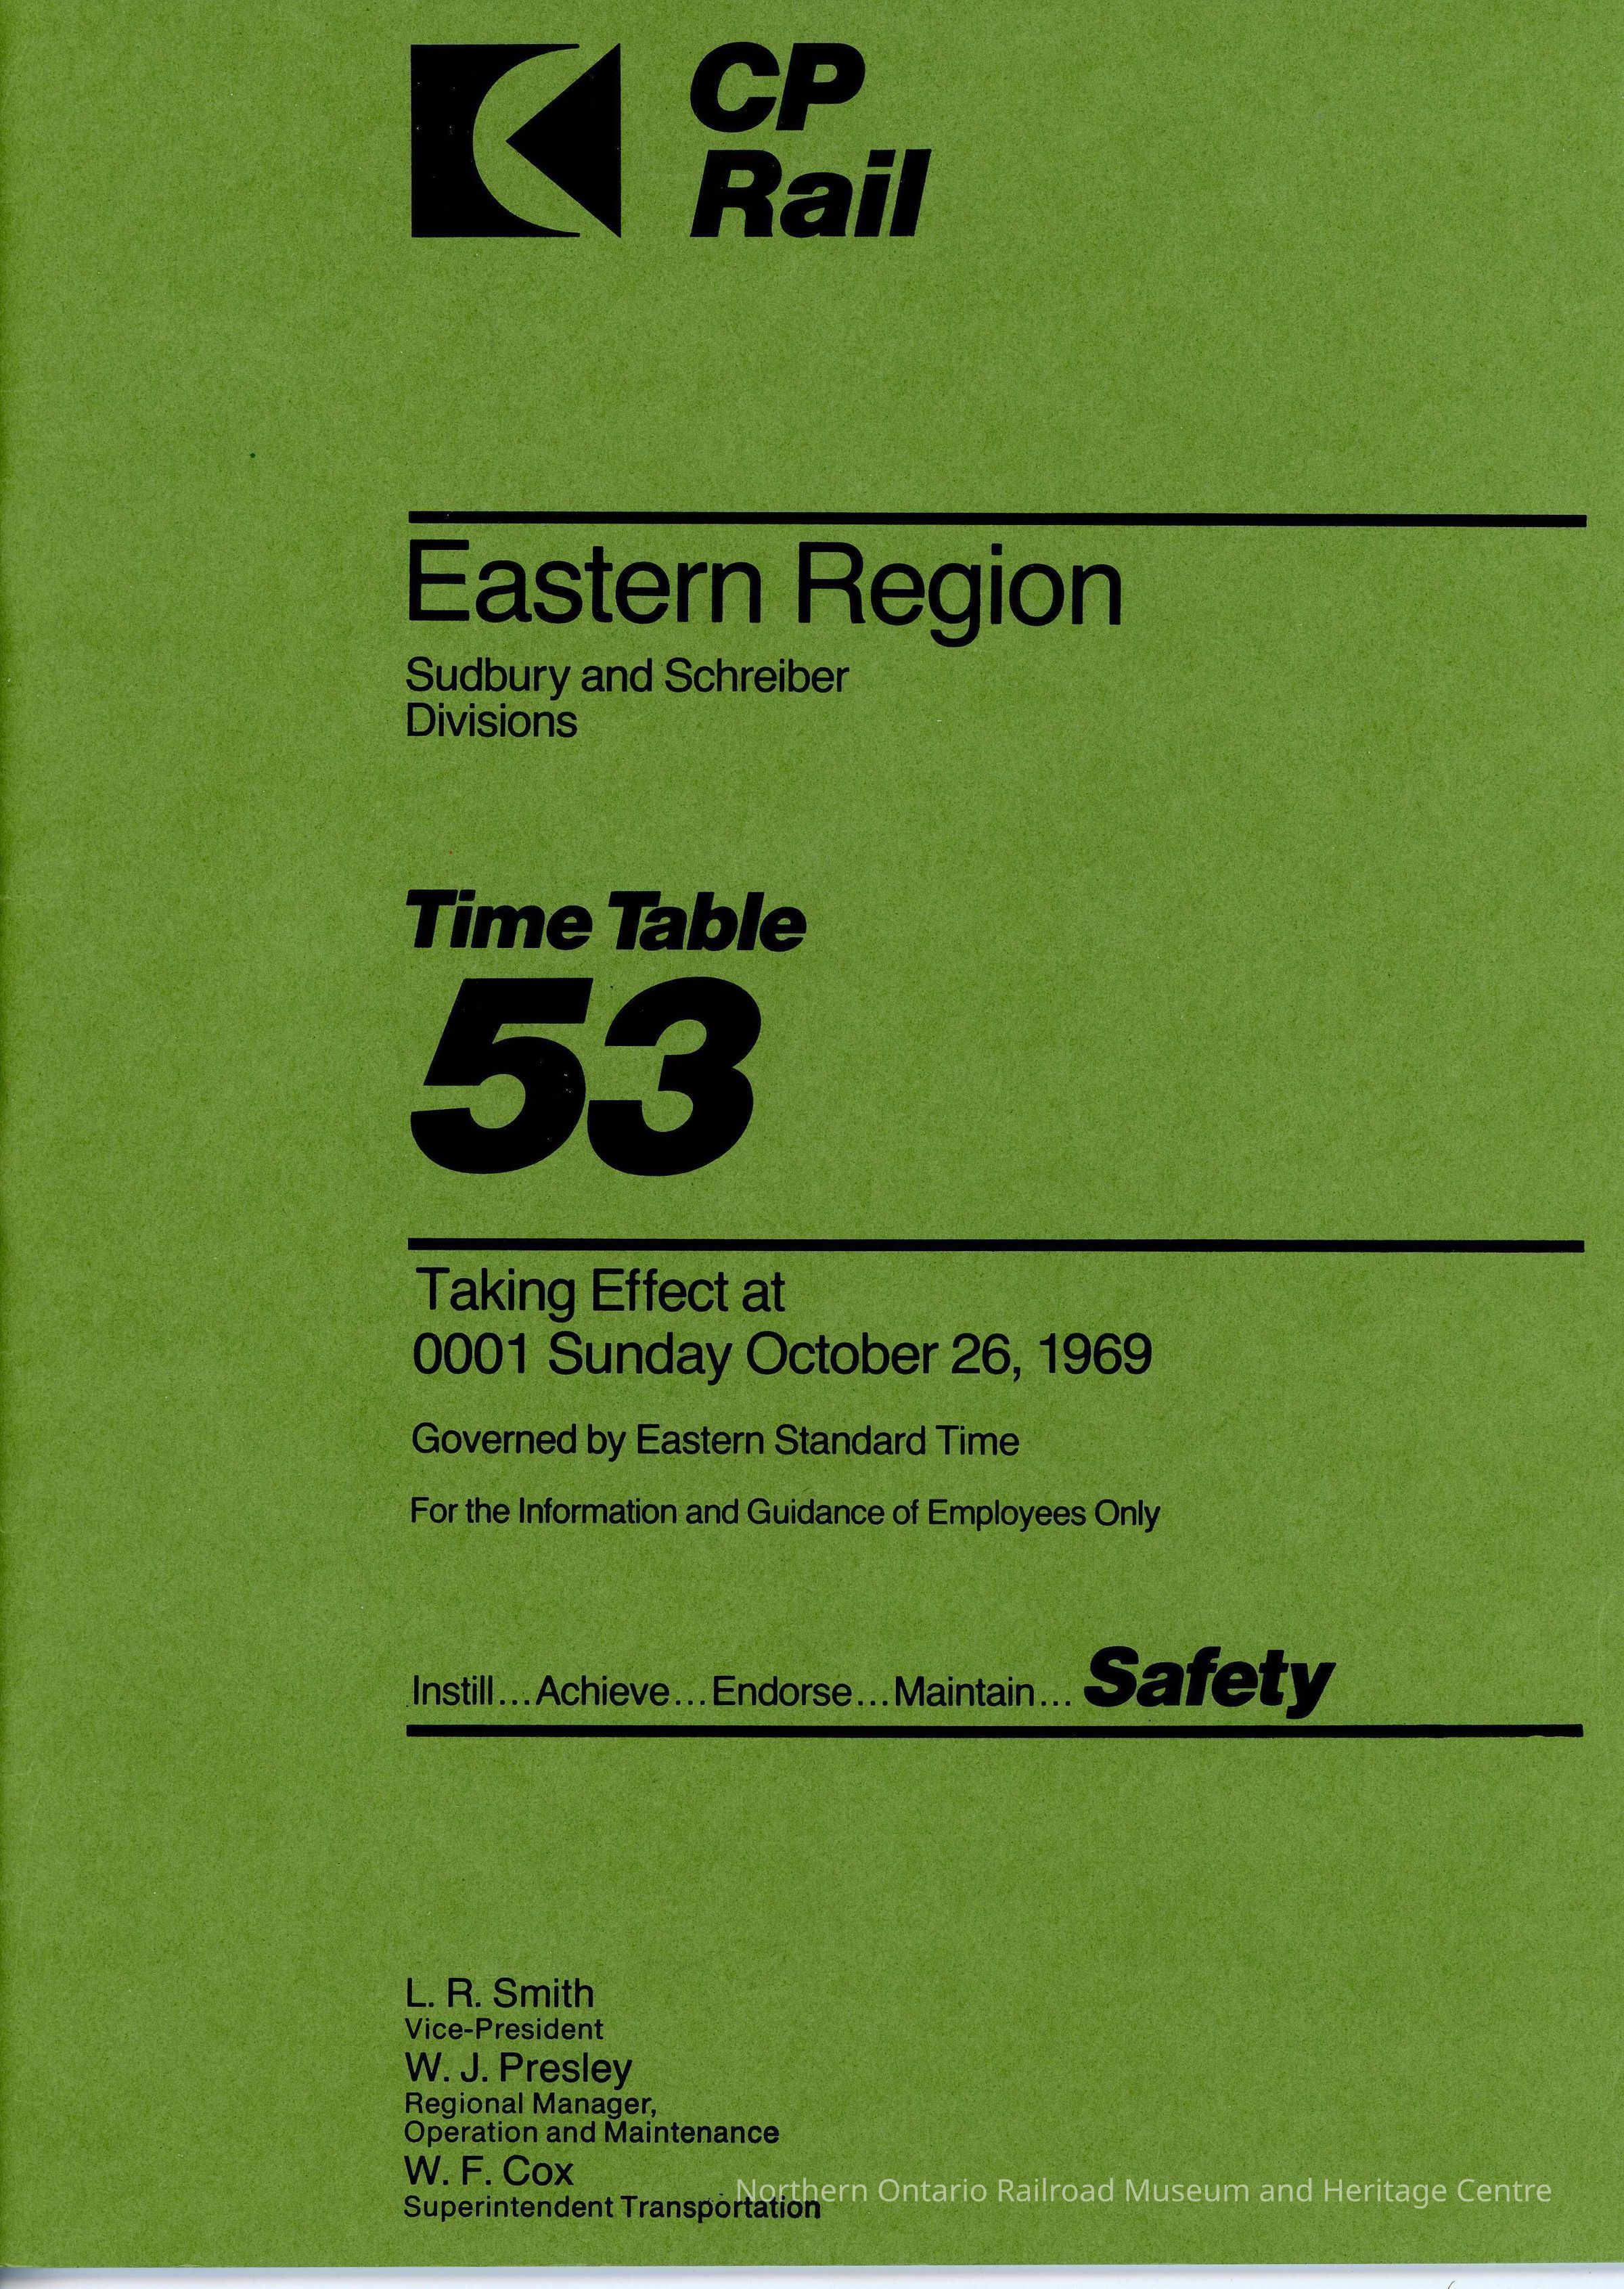 CP
Rail
Eastern Region
Sudbury and Schreiber
Divisions
Time Table
53
Taking Effect at
0001 Sunday October 26, 1969
Governed by Eastern Standard Time
For the Information and Guidance of Employees Only
Instill...Achieve...Endorse...Maintain... Safety
L. R. Smith
Vice-President
W. J. Presley
Regional Manager,
Operation and Maintenance
W. F. Cox
Superintendent Transportation
Northern Ontario Railroad Museum and Heritage Centre